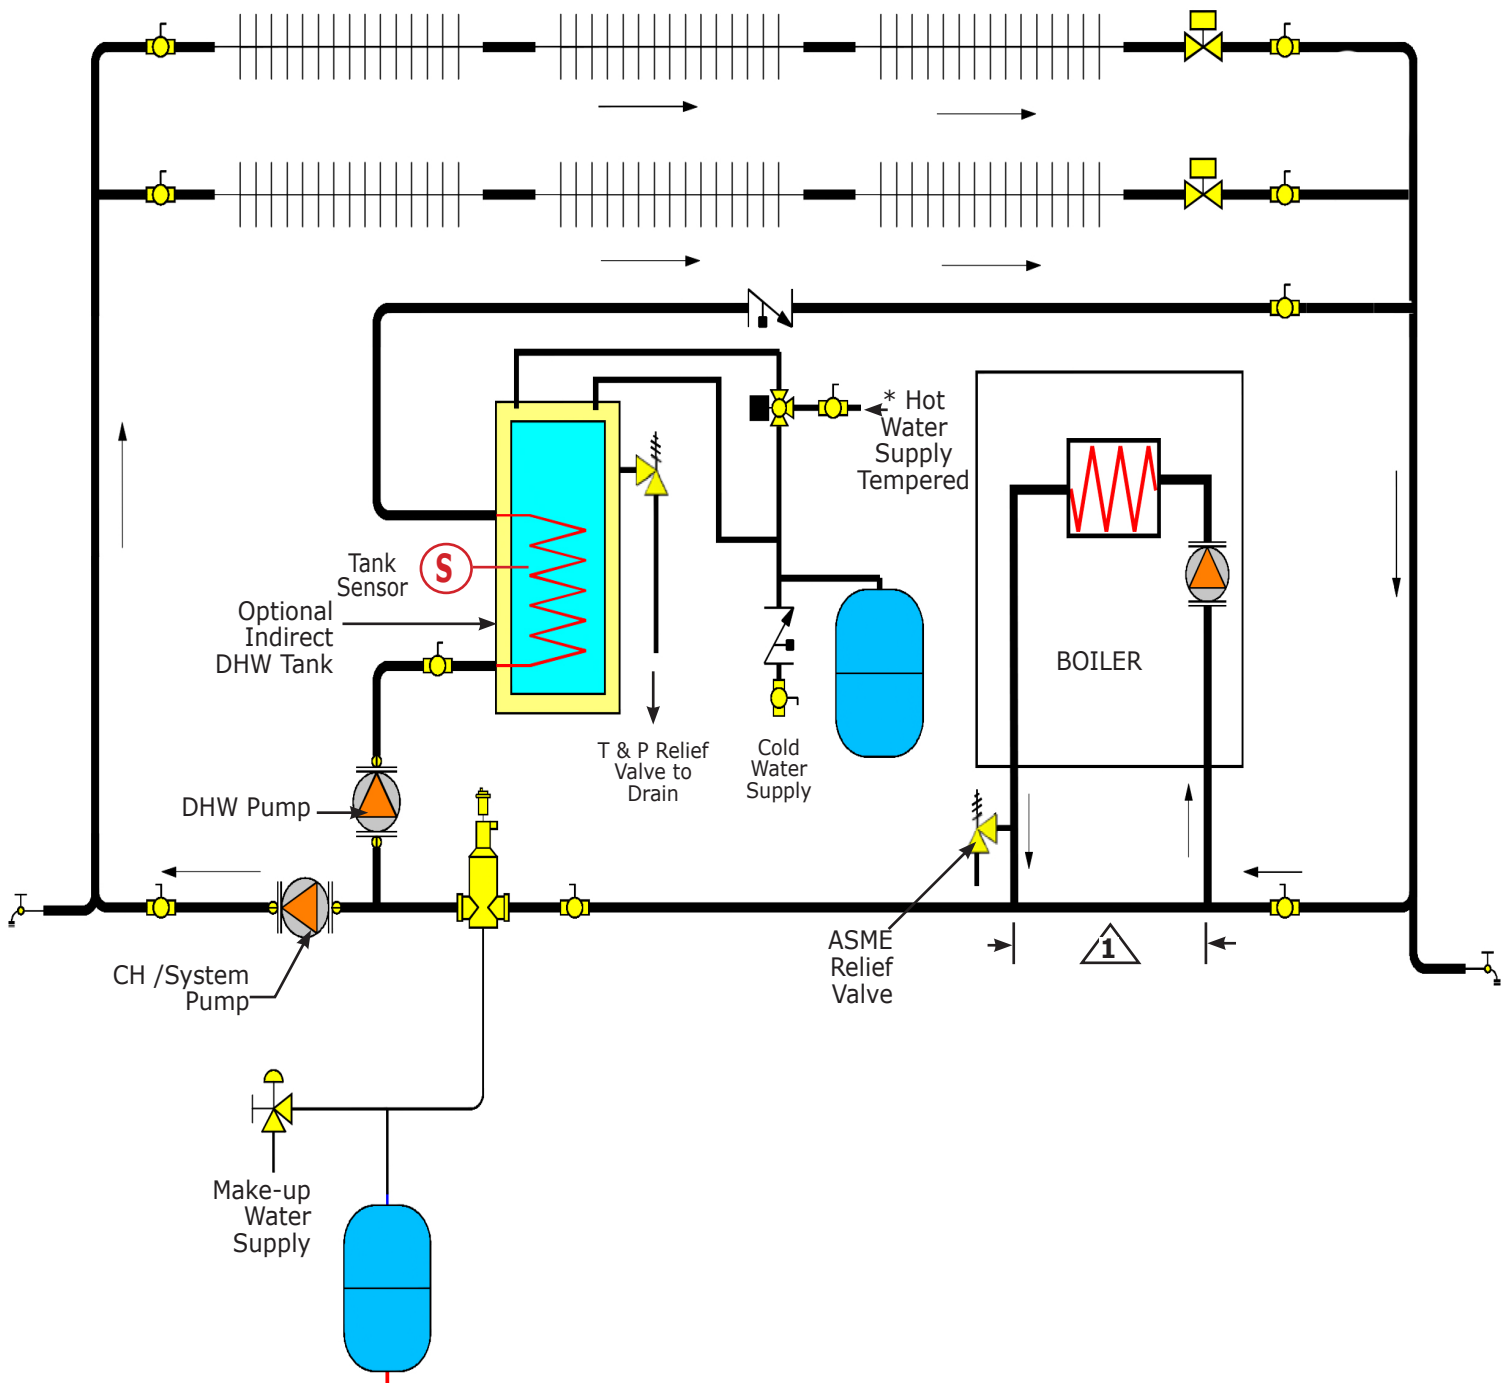 * Hot
Water
Supply
Tempered
Tank
Sensor
S
Optional
Indirect
DHW Tank
BOILER
T & P Relief
Valve to
Drain
Cold
Water
Supply
DHW Pump
ASME
Relief
Valve
1
CH /System
Pump
Make-up
Water
Supply